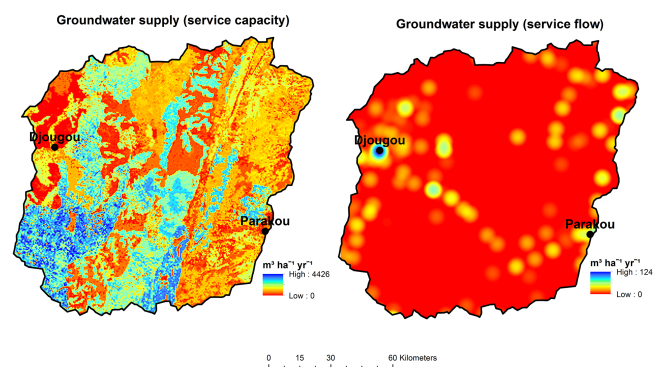 Groundwater supply (service capacity)
Groundwater supply (service flow)
Djougou
Djougou
Parakou
Parakou
m³ ha⁻¹ yr⁻¹
High : 4426
Low : 0
m³ ha⁻¹ yr⁻¹
High : 124
Low : 0
0 15 30 60 Kilometers